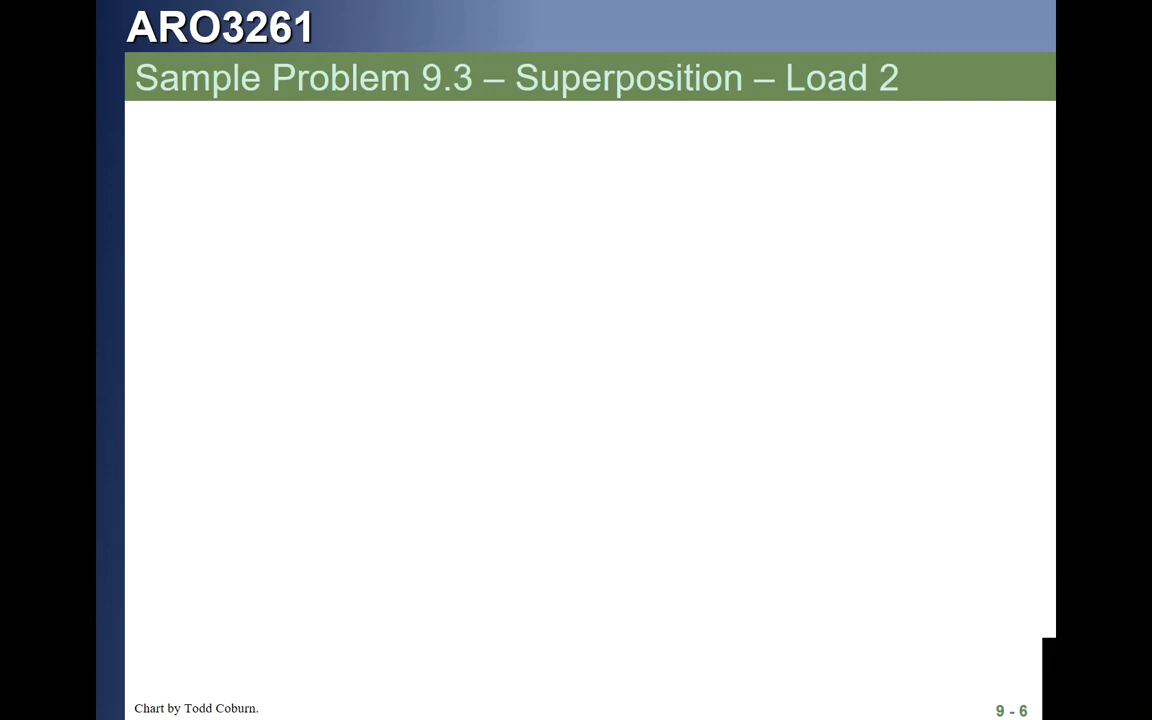 ARO3261
Sample Problem 9.3 – Superposition – Load 2
Chart by Todd Coburn.
9 - 6